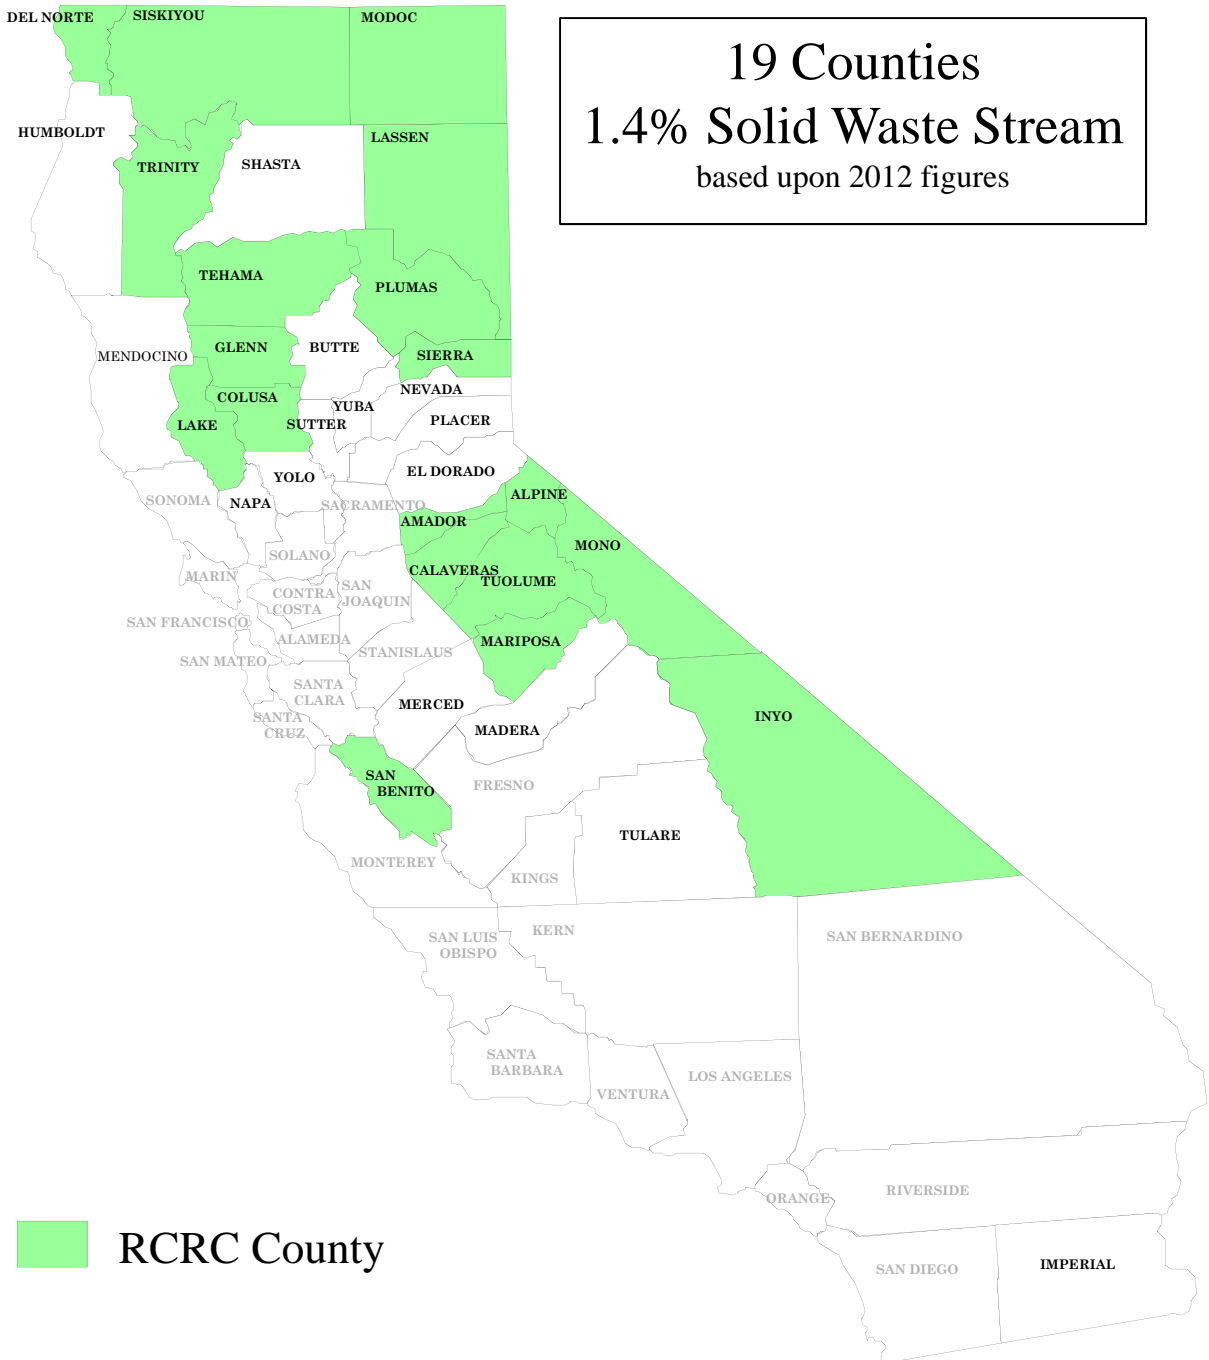 DEL NORTE
SISKIYOU
MODOC
19 Counties
1.4% Solid Waste Stream
based upon 2012 figures
HUMBOLDT
TRINITY
SHASTA
LASSEN
TEHAMA
PLUMAS
MENDOCINO
GLENN
BUTTE
SIERRA
COLUSA
NEVADA
YUBA
LAKE
SUTTER
PLACER
EL DORADO
YOLO
SONOMA
NAPA
SACRAMENTO
ALPINE
AMADOR
MONO
SOLANO
CALAVERAS
TUOLUME
MARIN
CONTRA
COSTA
SAN
JOAQUIN
SAN FRANCISCO
ALAMEDA
STANISLAUS
MARIPOSA
SAN MATEO
SANTA
CLARA
MERCED
SANTA
CRUZ
MADERA
INYO
SAN
BENITO
FRESNO
TULARE
MONTEREY
KINGS
SAN LUIS
OBISPO
KERN
SAN BERNARDINO
SANTA
BARBARA
VENTURA
LOS ANGELES
ORANGE
RIVERSIDE
SAN DIEGO
IMPERIAL
RCRC County